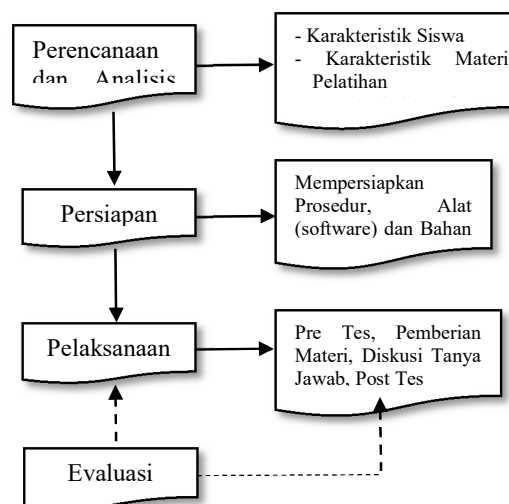 Perencanaan
dan Analisis
- Karakteristik Siswa
- Karakteristik Materi
Pelatihan
Persiapan
Mempersiapkan
Prosedur, Alat
(software) dan Bahan
Pelaksanaan
Pre Tes, Pemberian
Materi, Diskusi Tanya
Jawab, Post Tes
Evaluasi